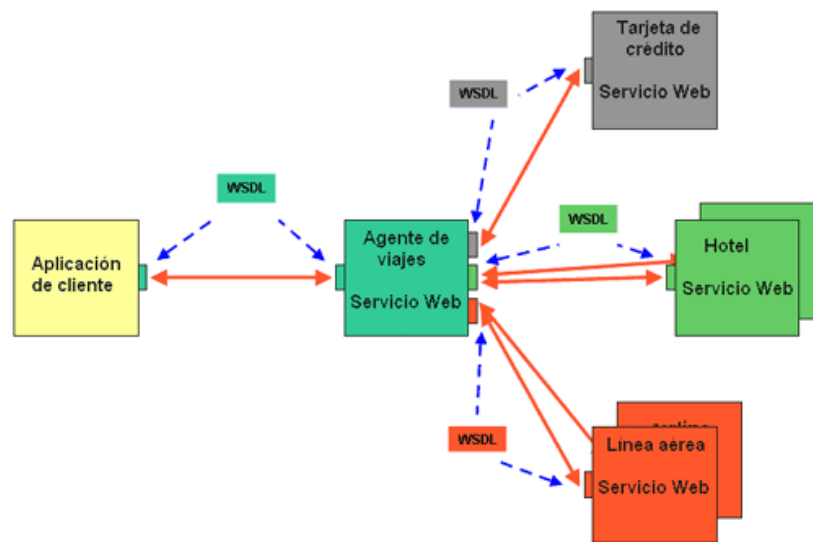 Tarjeta de
crédito
Servicio Web
WSDL
WSDL
WSDL
Aplicación
de cliente
Agente de
viajes
Servicio Web
Hotel
Servicio Web
WSDL
Línea aérea
Servicio Web